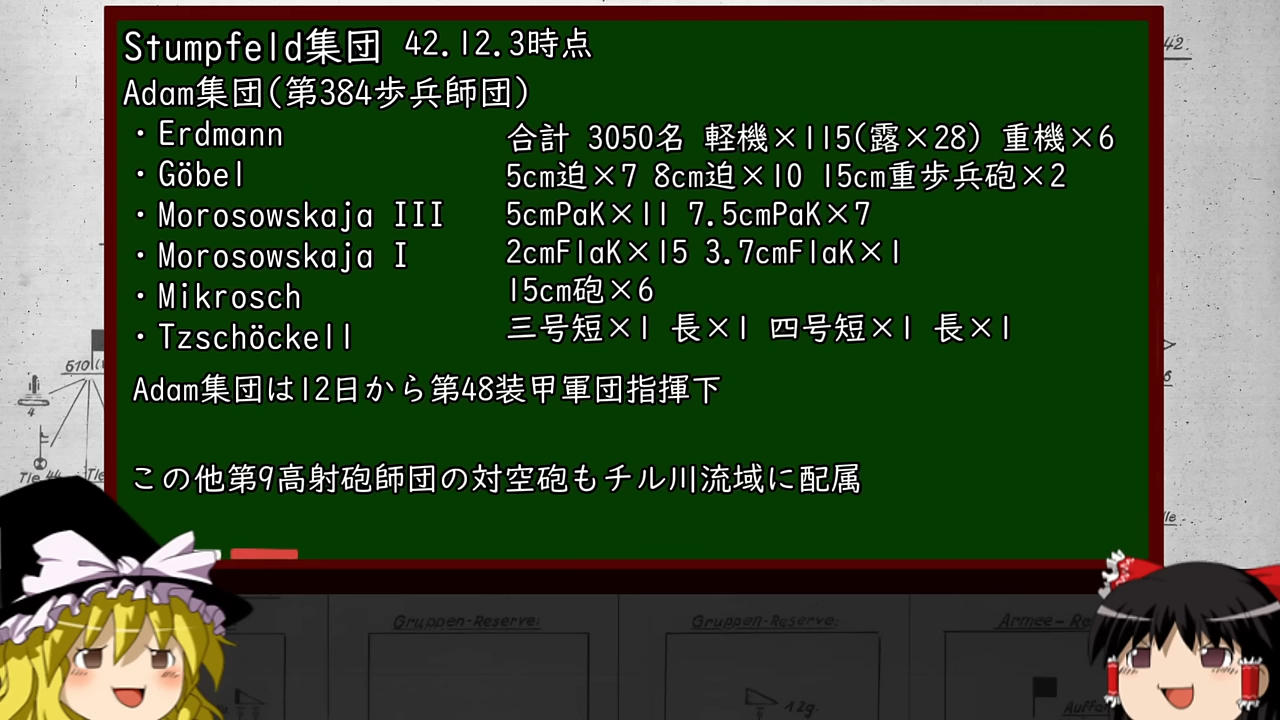 Stumpfeld集団 42.12.3時点
Adam集団(第384歩兵師団)
・Erdmann
・Göbel
・Morosowskaja III
・Morosowskaja I
・Mikrosch
・Tzschöckell
合計 3050名 軽機×115(露×28) 重機×6
5cm迫×7 8cm迫×10 15cm重歩兵砲×2
5cmPaK×11 7.5cmPaK×7
2cmFlaK×15 3.7cmFlaK×1
15cm砲×6
三号短×1 長×1 四号短×1 長×1
Adam集団は12日から第48装甲軍団指揮下
この他第9高射砲師団の対空砲もチル川流域に配属
42.
610
4
Gruppen-Reserve:
Gruppen-Reserve:
Armee-Re
12g.